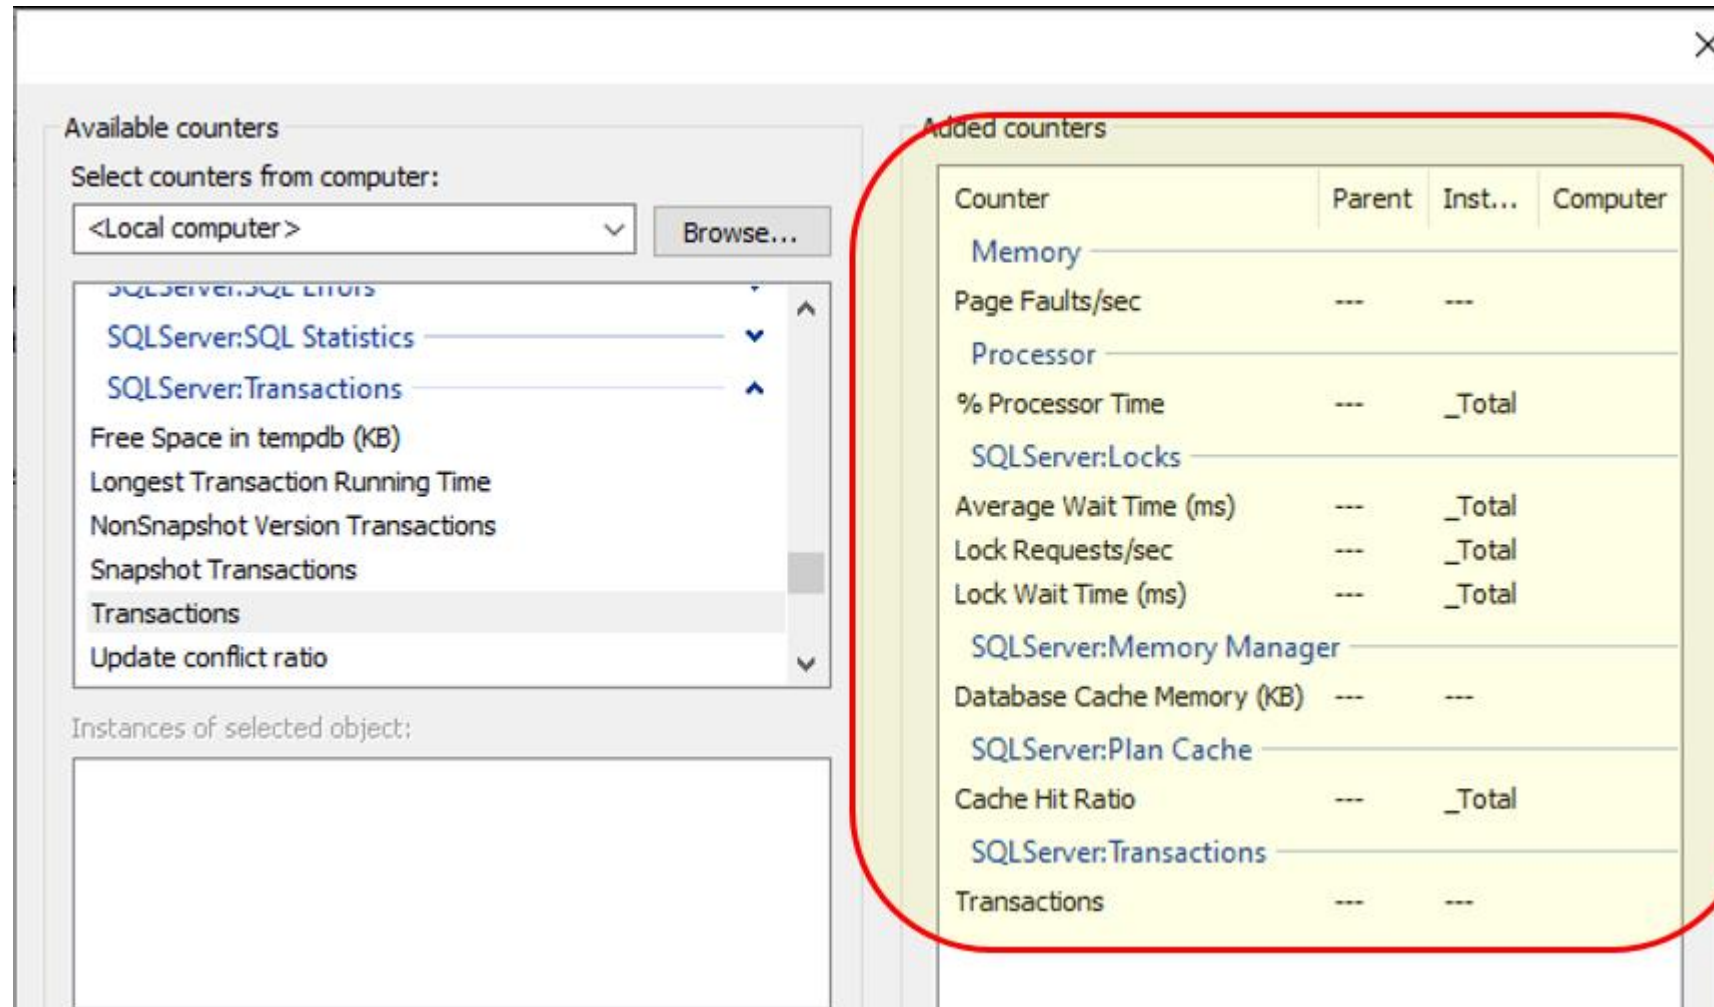 Available counters
Select counters from computer:
<Local computer>
Browse...
SQLServer:SQL Errors
SQLServer:SQL Statistics
SQLServer:Transactions
Free Space in tempdb (KB)
Longest Transaction Running Time
NonSnapshot Version Transactions
Snapshot Transactions
Transactions
Update conflict ratio
Instances of selected object:
Added counters
Counter Parent Inst... Computer
Memory
Page Faults/sec --- ---
Processor
% Processor Time --- _Total
SQLServer:Locks
Average Wait Time (ms) --- _Total
Lock Requests/sec --- _Total
Lock Wait Time (ms) --- _Total
SQLServer:Memory Manager
Database Cache Memory (KB) --- ---
SQLServer:Plan Cache
Cache Hit Ratio --- _Total
SQLServer:Transactions
Transactions --- ---